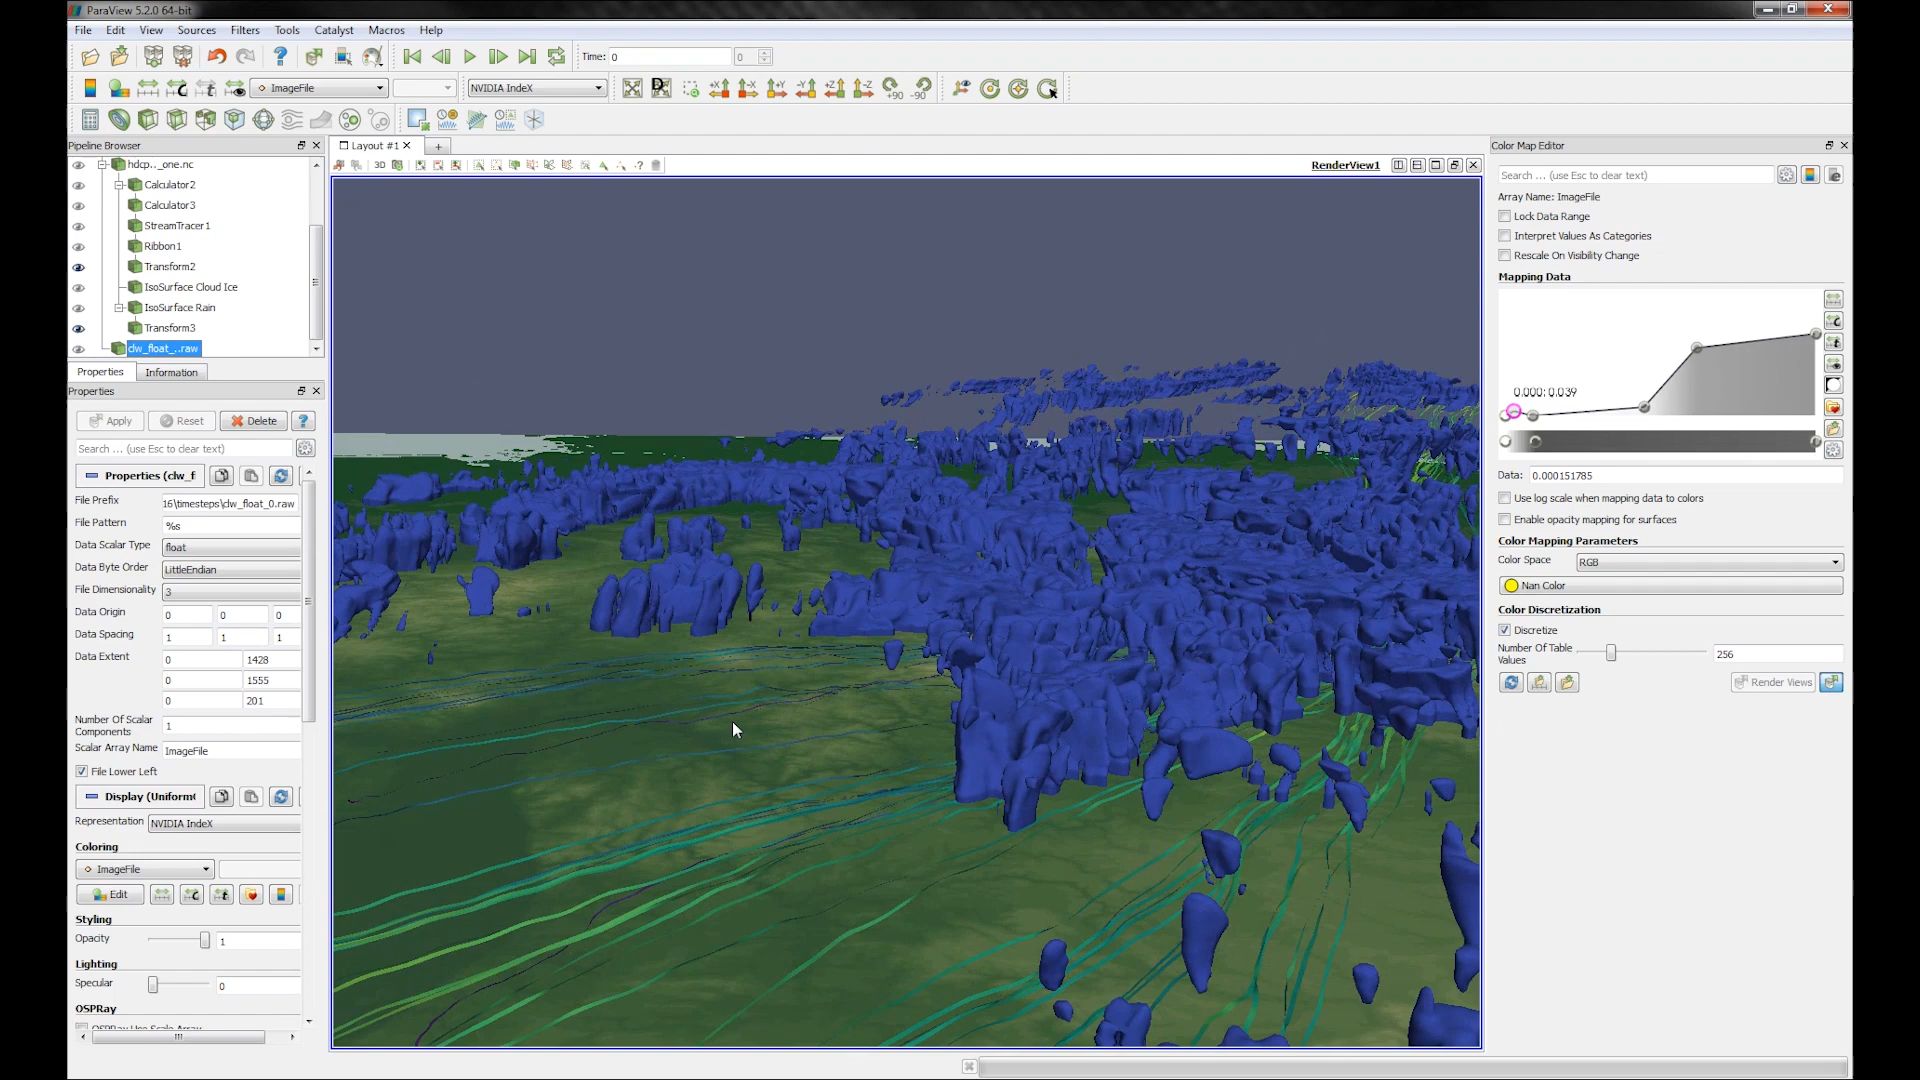 ParaView 5.2.0 64-bit
File Edit View Sources Filters Tools Catalyst Macros Help
Time: 0 0
ImageFile NVIDIA IndeX +X -X +Y -Y +Z -Z +90 -90
Pipeline Browser
hdcp.._one.nc
Calculator2
Calculator3
StreamTracer1
Ribbon1
Transform2
IsoSurface Cloud Ice
IsoSurface Rain
Transform3
clw_float_..raw
Properties Information
Properties
Apply Reset Delete ?
Search ... (use Esc to clear text)
Properties (clw_f
File Prefix 16\timesteps\clw_float_0.raw
File Pattern %s
Data Scalar Type float
Data Byte Order LittleEndian
File Dimensionality 3
Data Origin 0 0 0
Data Spacing 1 1 1
Data Extent 0 1428
0 1555
0 201
Number Of Scalar
Components 1
Scalar Array Name ImageFile
File Lower Left
Display (Uniform
Representation NVIDIA IndeX
Coloring
ImageFile
Edit
Styling
Opacity 1
Lighting
Specular 0
OSPRay
OSPRay Use Scale Array
Layout #1 +
3D RenderView1
Color Map Editor
Search ... (use Esc to clear text)
Array Name: ImageFile
Lock Data Range
Interpret Values As Categories
Rescale On Visibility Change
Mapping Data
0.000: 0.039
Data: 0.000151785
Use log scale when mapping data to colors
Enable opacity mapping for surfaces
Color Mapping Parameters
Color Space RGB
Nan Color
Color Discretization
Discretize
Number Of Table
Values 256
Render Views